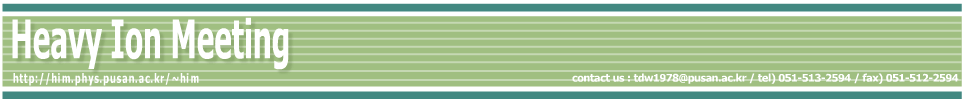 Heavy Ion Meeting
http://him.phys.pusan.ac.kr/~him
contact us : tdw1978@pusan.ac.kr / tel) 051-513-2594 / fax) 051-512-2594